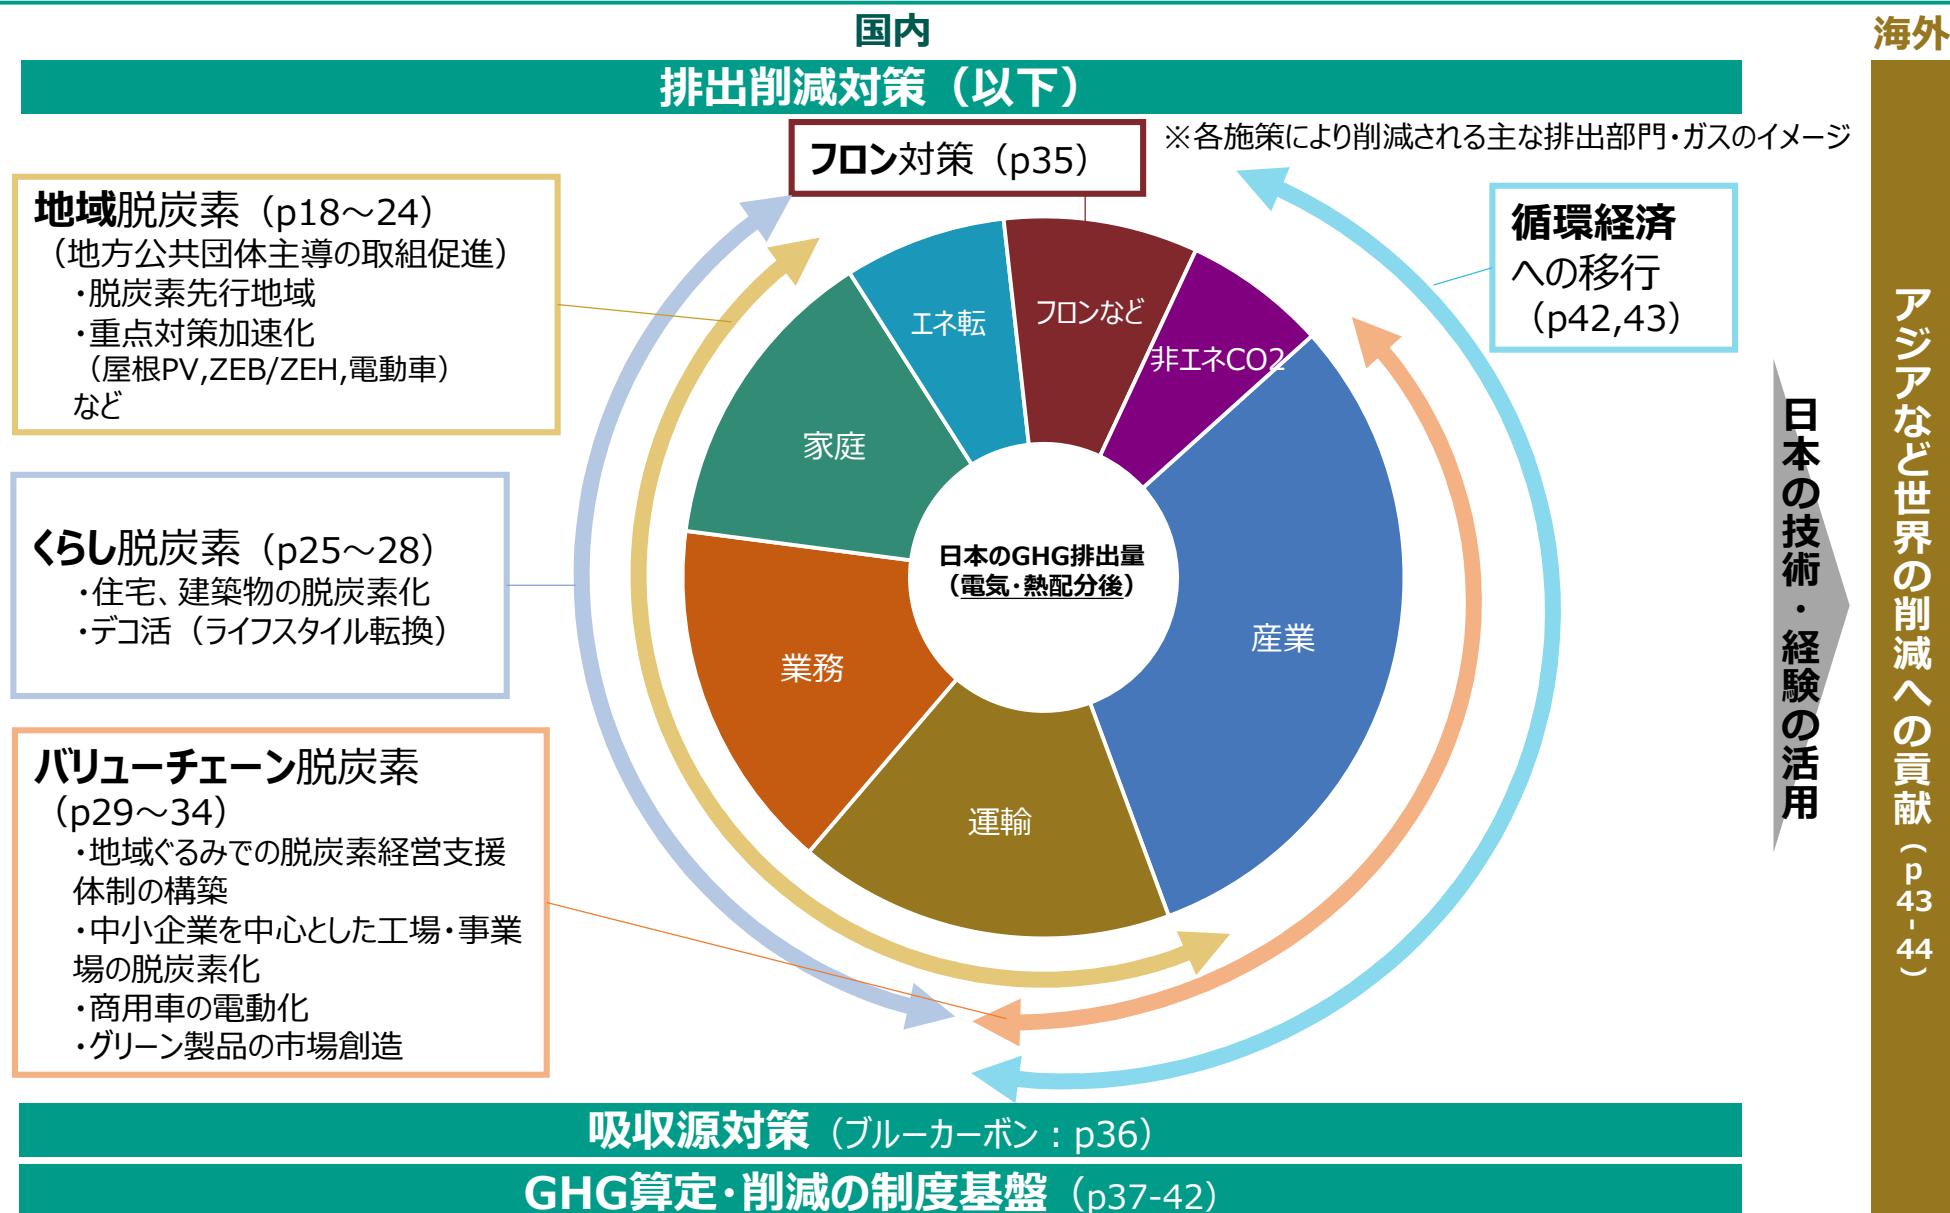 国内
海外
排出削減対策（以下）
※各施策により削減される主な排出部門・ガスのイメージ
フロン対策（p35）
地域脱炭素（p18～24）
（地方公共団体主導の取組促進）
・脱炭素先行地域
・重点対策加速化
（屋根PV,ZEB/ZEH,電動車）
など
くらし脱炭素（p25～28）
・住宅、建築物の脱炭素化
・デコ活（ライフスタイル転換）
バリューチェーン脱炭素
（p29～34）
・地域ぐるみでの脱炭素経営支援
体制の構築
・中小企業を中心とした工場・事業
場の脱炭素化
・商用車の電動化
・グリーン製品の市場創造
エネ転
フロンなど
非エネCO2
家庭
業務
運輸
産業
日本のGHG排出量
（電気・熱配分後）
循環経済
への移行
（p42,43）
日本の技術・経験の活用
アジアなど世界の削減への貢献（p43-44）
吸収源対策（ブルーカーボン：p36）
GHG算定・削減の制度基盤（p37-42）